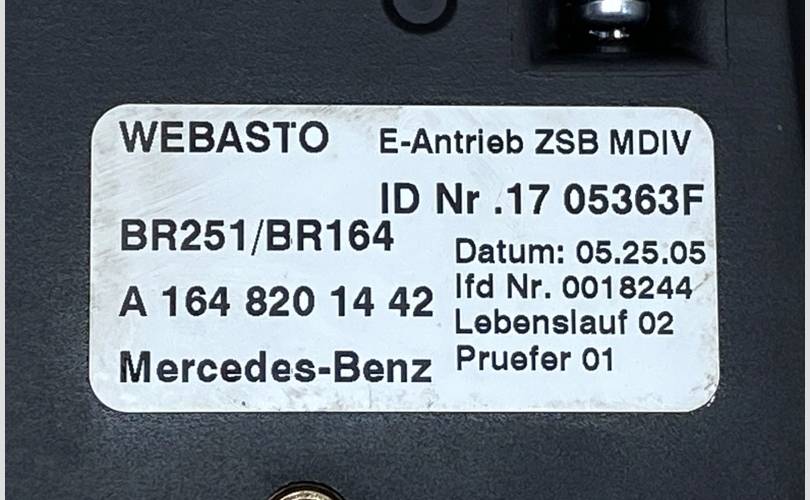 WEBASTO E-Antrieb ZSB MDIV
ID Nr .17 05363F
BR251/BR164
Datum: 05.25.05
A 164 820 14 42
lfd Nr. 0018244
Lebenslauf 02
Mercedes-Benz
Pruefer 01